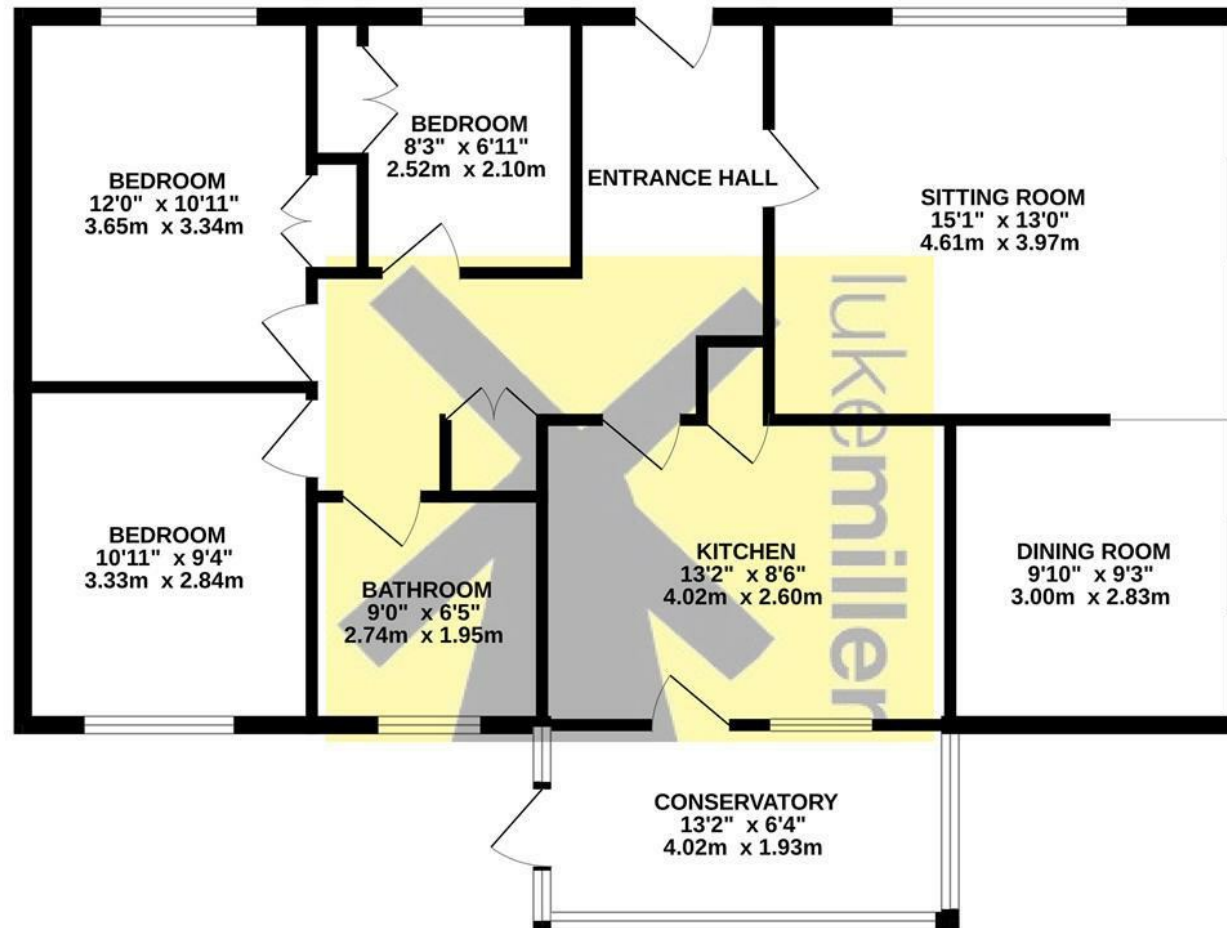 BEDROOM
12'0" x 10'11"
3.65m x 3.34m
BEDROOM
8'3" x 6'11"
2.52m x 2.10m
ENTRANCE HALL
SITTING ROOM
15'1" x 13'0"
4.61m x 3.97m
BEDROOM
10'11" x 9'4"
3.33m x 2.84m
BATHROOM
9'0" x 6'5"
2.74m x 1.95m
KITCHEN
13'2" x 8'6"
4.02m x 2.60m
lukemiller
DINING ROOM
9'10" x 9'3"
3.00m x 2.83m
CONSERVATORY
13'2" x 6'4"
4.02m x 1.93m